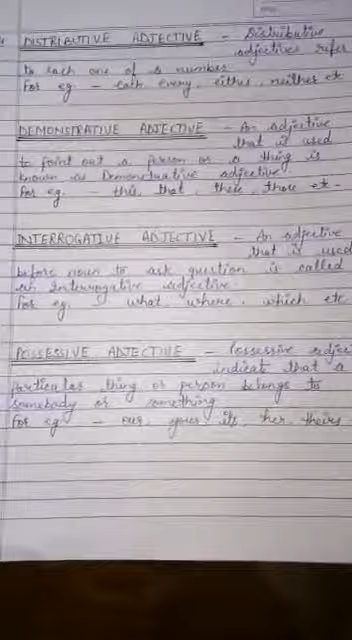 DISTRIBUTIVE ADJECTIVE - Distributive
adjectives refer
to each one of a number
For eg - each every, either, neither etc
DEMONSTRATIVE ADJECTIVE - An adjective
that is used
to point out a person or a thing is
known as Demonstrative adjective
For eg. - this, that, these, those etc -
INTERROGATIVE ADJECTIVE - An adjective
that is used
before noun to ask question is called
an Interrogative adjective.
For eg. - what, where, which etc
POSSESSIVE ADJECTIVE - Possessive adject
indicate that a
particular thing or person belongs to
somebody or something
For eg - our, your its, her, theirs